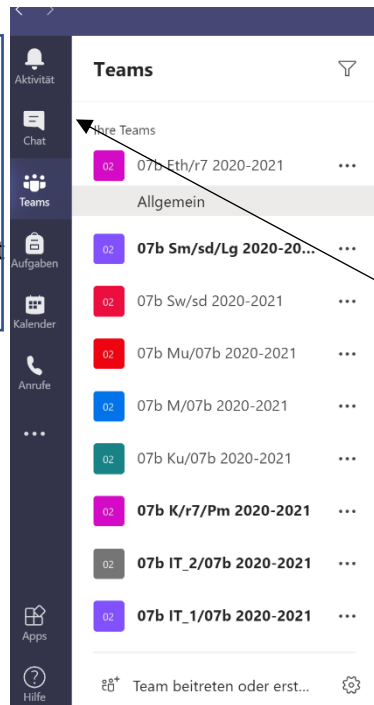 Aktivität
Chat
Teams
Aufgaben
Kalender
Anrufe
Apps
Hilfe
Teams
Ihre Teams
02 07b Eth/r7 2020-2021 ...
Allgemein
02 07b Sm/sd/Lg 2020-20... ...
02 07b Sw/sd 2020-2021 ...
02 07b Mu/07b 2020-2021 ...
02 07b M/07b 2020-2021 ...
02 07b Ku/07b 2020-2021 ...
02 07b K/r7/Pm 2020-2021 ...
02 07b IT_2/07b 2020-2021 ...
02 07b IT_1/07b 2020-2021 ...
Team beitreten oder erst...